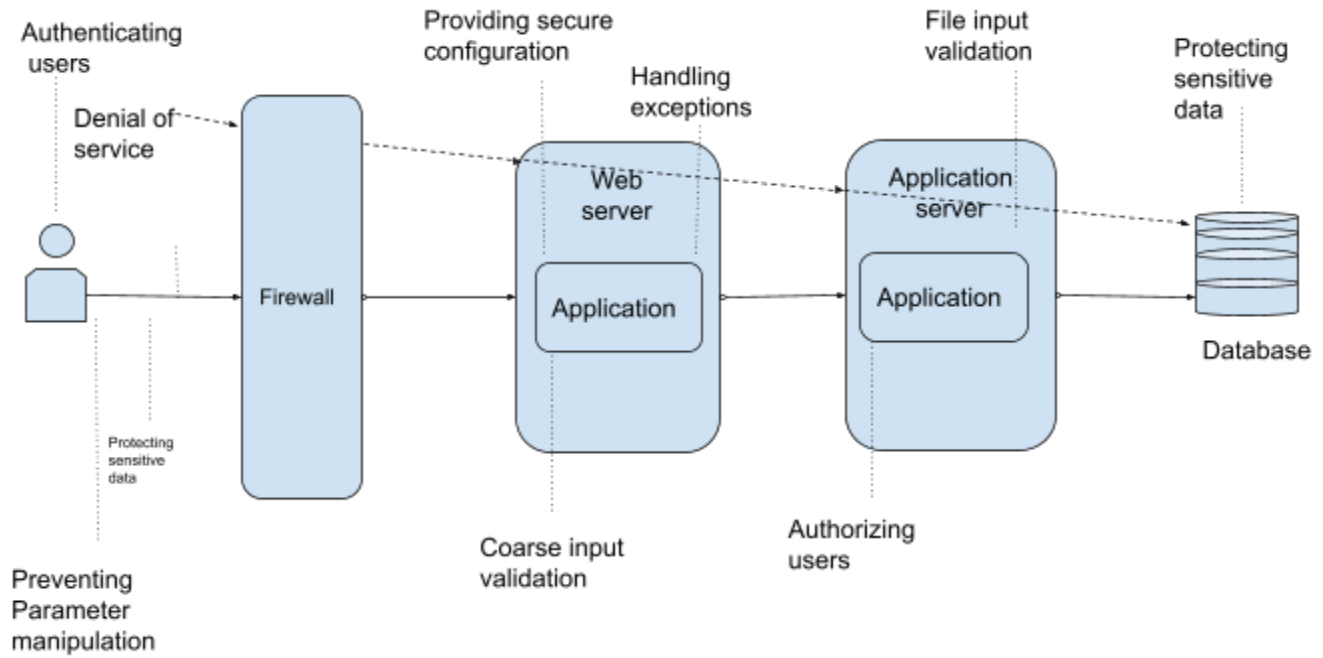 Authenticating
users
Denial of
service
Providing secure
configuration
Handling
exceptions
File input
validation
Protecting
sensitive
data
Firewall
Web
server
Application
Application
server
Application
Database
Protecting
sensitive
data
Preventing
Parameter
manipulation
Coarse input
validation
Authorizing
users